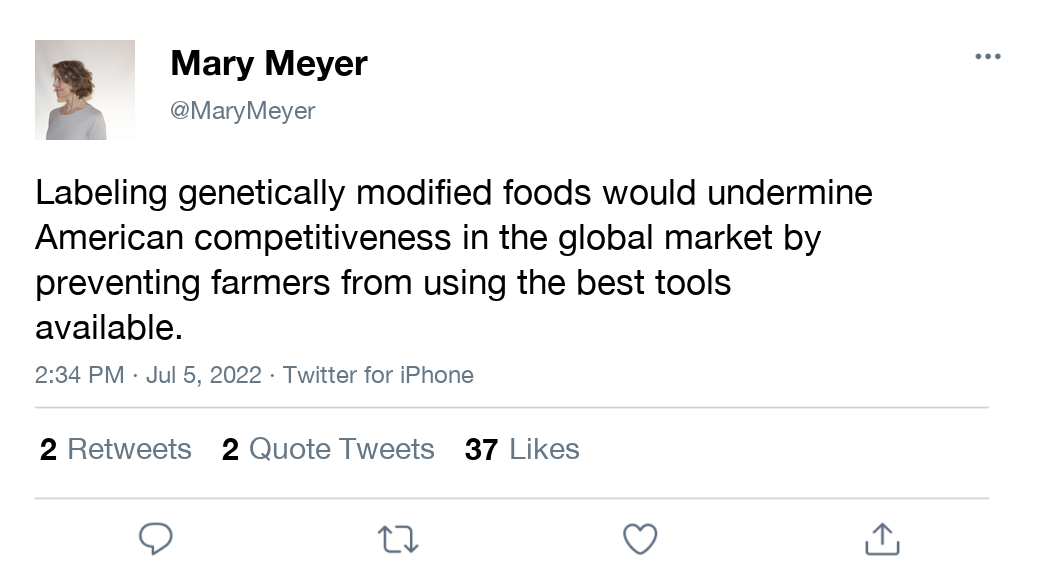 Mary Meyer
@MaryMeyer
Labeling genetically modified foods would undermine
American competitiveness in the global market by
preventing farmers from using the best tools
available.
2:34 PM · Jul 5, 2022 · Twitter for iPhone
2 Retweets 2 Quote Tweets 37 Likes